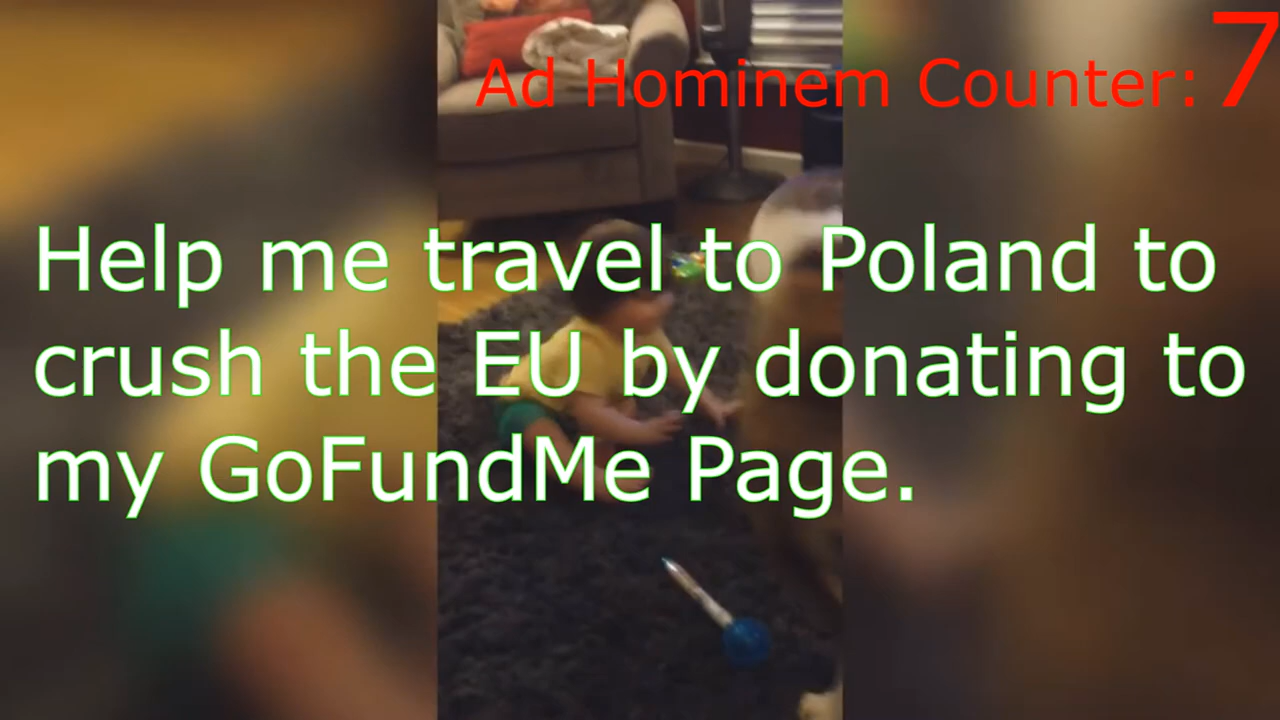 Ad Hominem Counter: 7
Help me travel to Poland to
crush the EU by donating to
my GoFundMe Page.